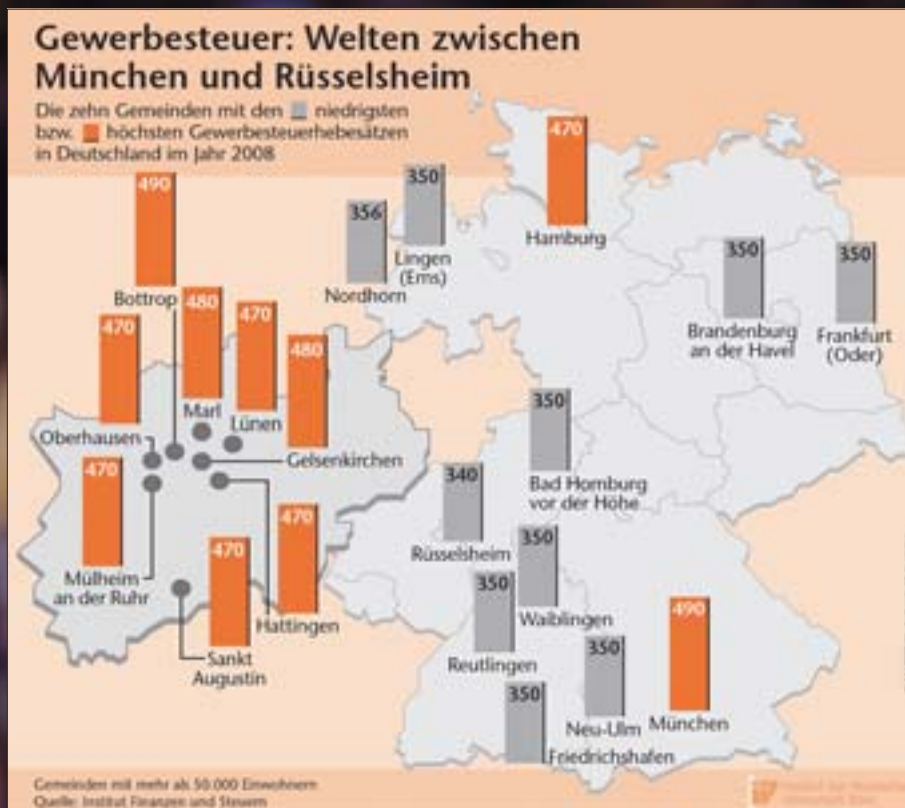 Gewerbesteuer: Welten zwischen
München und Rüsselsheim
Die zehn Gemeinden mit den niedrigsten
bzw. höchsten Gewerbesteuerhebesätzen
in Deutschland im Jahr 2008
470
Hamburg
350
Lingen
(Ems)
356
Nordhorn
350
Brandenburg
an der Havel
350
Frankfurt
(Oder)
490
Bottrop
480
Marl
470
Lünen
470
Oberhausen
480
Gelsenkirchen
350
Bad Homburg
vor der Höhe
470
Mülheim
an der Ruhr
340
Rüsselsheim
470
Hattingen
470
Sankt
Augustin
350
Waiblingen
350
Reutlingen
350
Neu-Ulm
490
München
350
Friedrichshafen
Gemeinden mit mehr als 50.000 Einwohnern
Quelle: Institut Finanzen und Steuern